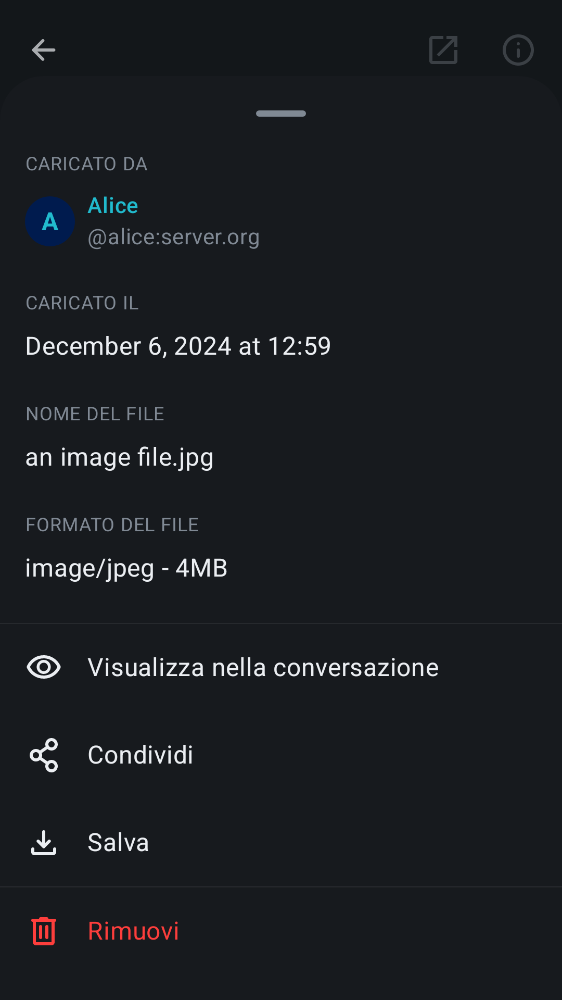 CARICATO DA
A
Alice
@alice:server.org
CARICATO IL
December 6, 2024 at 12:59
NOME DEL FILE
an image file.jpg
FORMATO DEL FILE
image/jpeg - 4MB
Visualizza nella conversazione
Condividi
Salva
Rimuovi